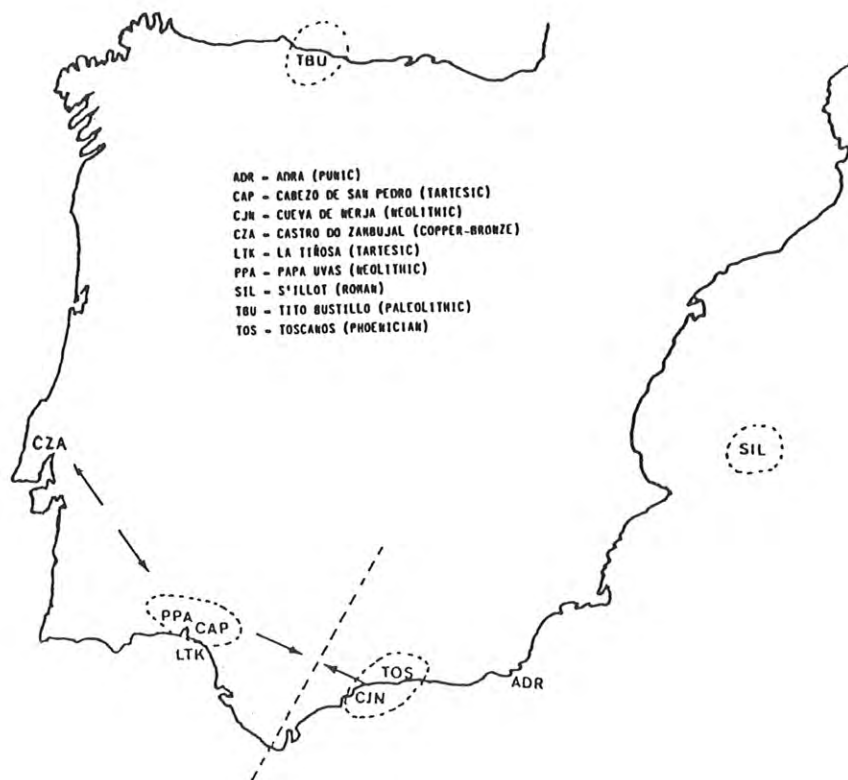 TBU
ADR – ADRA (PUNIC)
CAP – CABEZO DE SAN PEDRO (TARTESIC)
CJN – CUEVA DE NERJA (NEOLITHIC)
CZA – CASTRO DO ZAMBUJAL (COPPER-BRONZE)
LTK – LA TIÑOSA (TARTESIC)
PPA – PAPA UVAS (NEOLITHIC)
SIL – S'ILLOT (ROMAN)
TBU – TITO BUSTILLO (PALEOLITHIC)
TOS – TOSCANOS (PHOENICIAN)
CZA
SIL
PPA
CAP
LTK
TOS
CJN
ADR